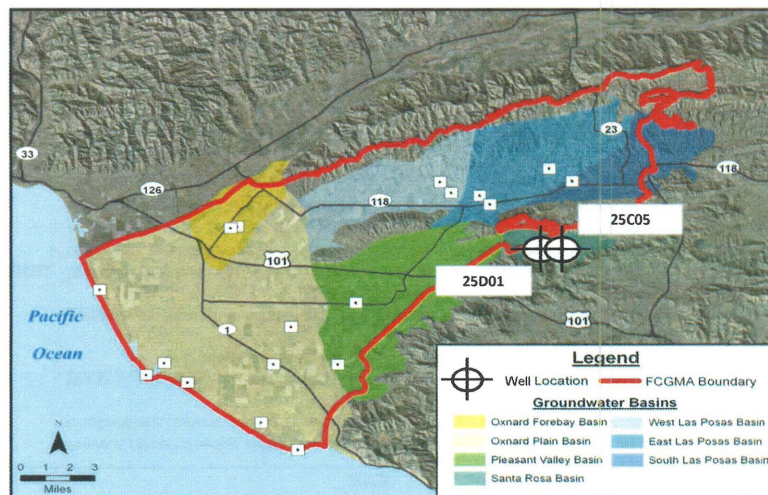 33
126
118
23
118
25C05
101
25D01
101
1
Pacific
Ocean
N
0 1 2 3
Miles
Legend
Well Location FCGMA Boundary
Groundwater Basins
Oxnard Forebay Basin West Las Posas Basin
Oxnard Plain Basin East Las Posas Basin
Pleasant Valley Basin South Las Posas Basin
Santa Rosa Basin